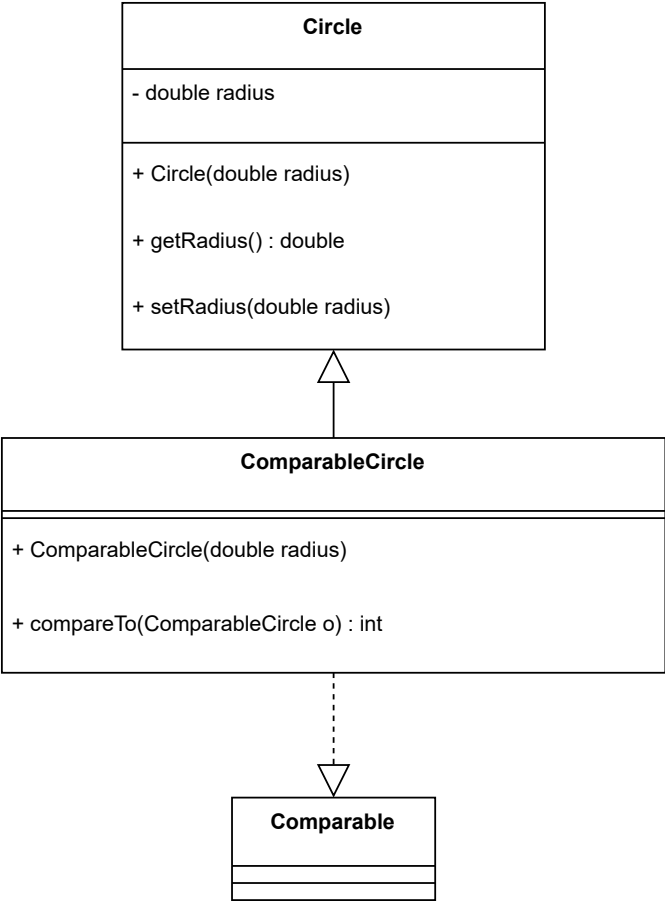 Circle
- double radius
+ Circle(double radius)
+ getRadius() : double
+ setRadius(double radius)
ComparableCircle
+ ComparableCircle(double radius)
+ compareTo(ComparableCircle o) : int
Comparable